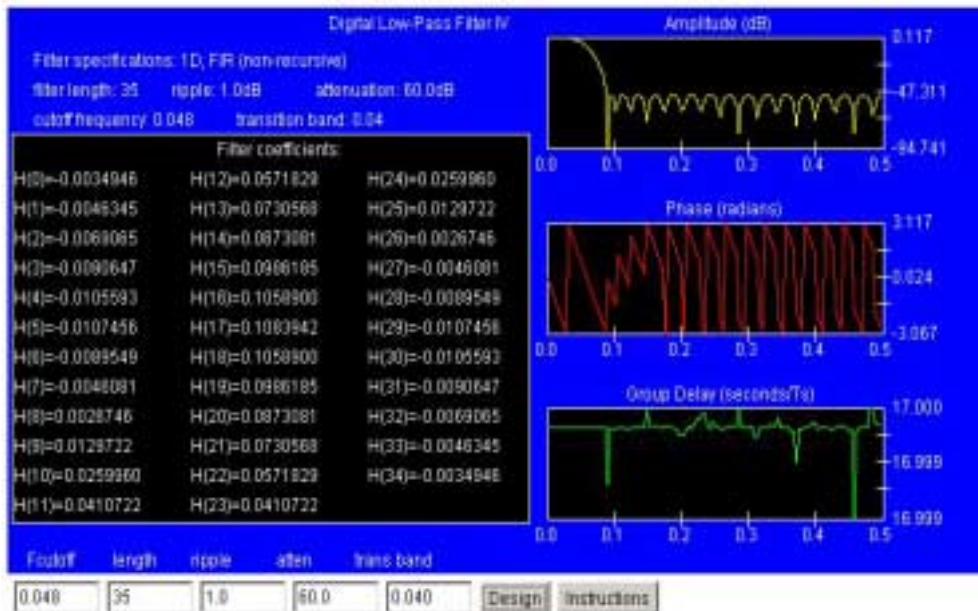 Digital Low-Pass Filter IV
Filter specifications: 1D, FIR (non-recursive)
filter length: 35 ripple: 1.0dB attenuation: 60.0dB
cutoff frequency: 0.048 transition band: 0.04
Filter coefficients:
H(0)=-0.0034946 H(12)=0.0571829 H(24)=0.0259960
H(1)=-0.0046345 H(13)=0.0730568 H(25)=0.0129722
H(2)=-0.0069065 H(14)=0.0873081 H(26)=0.0026746
H(3)=-0.0090647 H(15)=0.0986185 H(27)=-0.0046081
H(4)=-0.0105593 H(16)=0.1058900 H(28)=-0.0089549
H(5)=-0.0107456 H(17)=0.1083942 H(29)=-0.0107456
H(6)=-0.0089549 H(18)=0.1058900 H(30)=-0.0105593
H(7)=-0.0046081 H(19)=0.0986185 H(31)=-0.0090647
H(8)=0.0028746 H(20)=0.0873081 H(32)=-0.0069065
H(9)=0.0129722 H(21)=0.0730568 H(33)=-0.0046345
H(10)=0.0259960 H(22)=0.0571829 H(34)=-0.0034946
H(11)=0.0410722 H(23)=0.0410722
Amplitude (dB)
0.117
-47.311
-94.741
0.0 0.1 0.2 0.3 0.4 0.5
Phase (radians)
3.117
0.024
-3.067
0.0 0.1 0.2 0.3 0.4 0.5
Group Delay (seconds/Ts)
17.000
16.999
16.999
0.0 0.1 0.2 0.3 0.4 0.5
Fcutoff length ripple atten trans band
0.048 35 1.0 60.0 0.040 Design Instructions